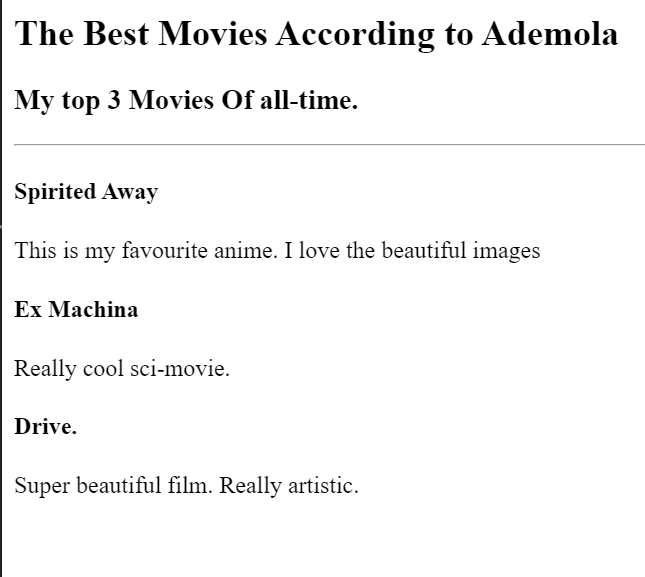 The Best Movies According to Ademola
My top 3 Movies Of all-time.
Spirited Away
This is my favourite anime. I love the beautiful images
Ex Machina
Really cool sci-movie.
Drive.
Super beautiful film. Really artistic.